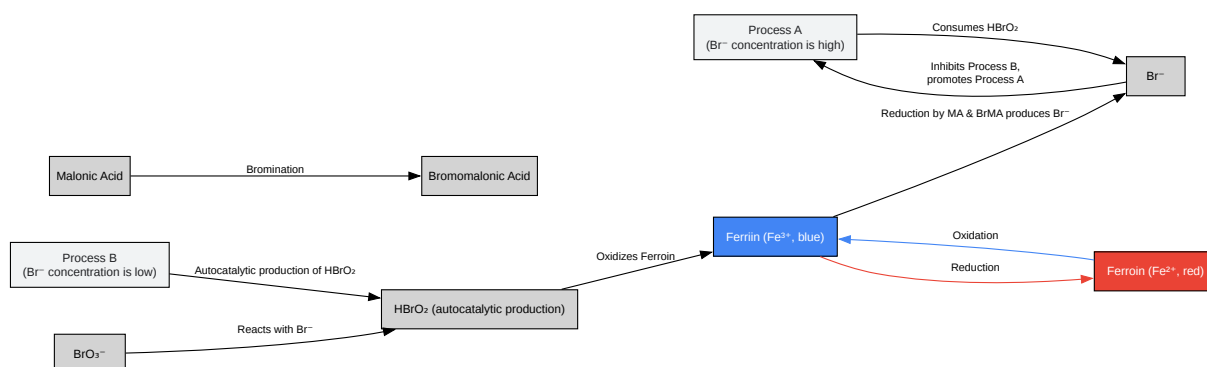 Process A
(Br⁻ concentration is high)
Consumes HBrO₂
Inhibits Process B,
promotes Process A
Br⁻
Reduction by MA & BrMA produces Br⁻
Malonic Acid
Bromination
Bromomalonic Acid
Ferriin (Fe³⁺, blue)
Oxidation
Reduction
Ferroin (Fe²⁺, red)
Process B
(Br⁻ concentration is low)
Autocatalytic production of HBrO₂
Oxidizes Ferroin
HBrO₂ (autocatalytic production)
Reacts with Br⁻
BrO₃⁻